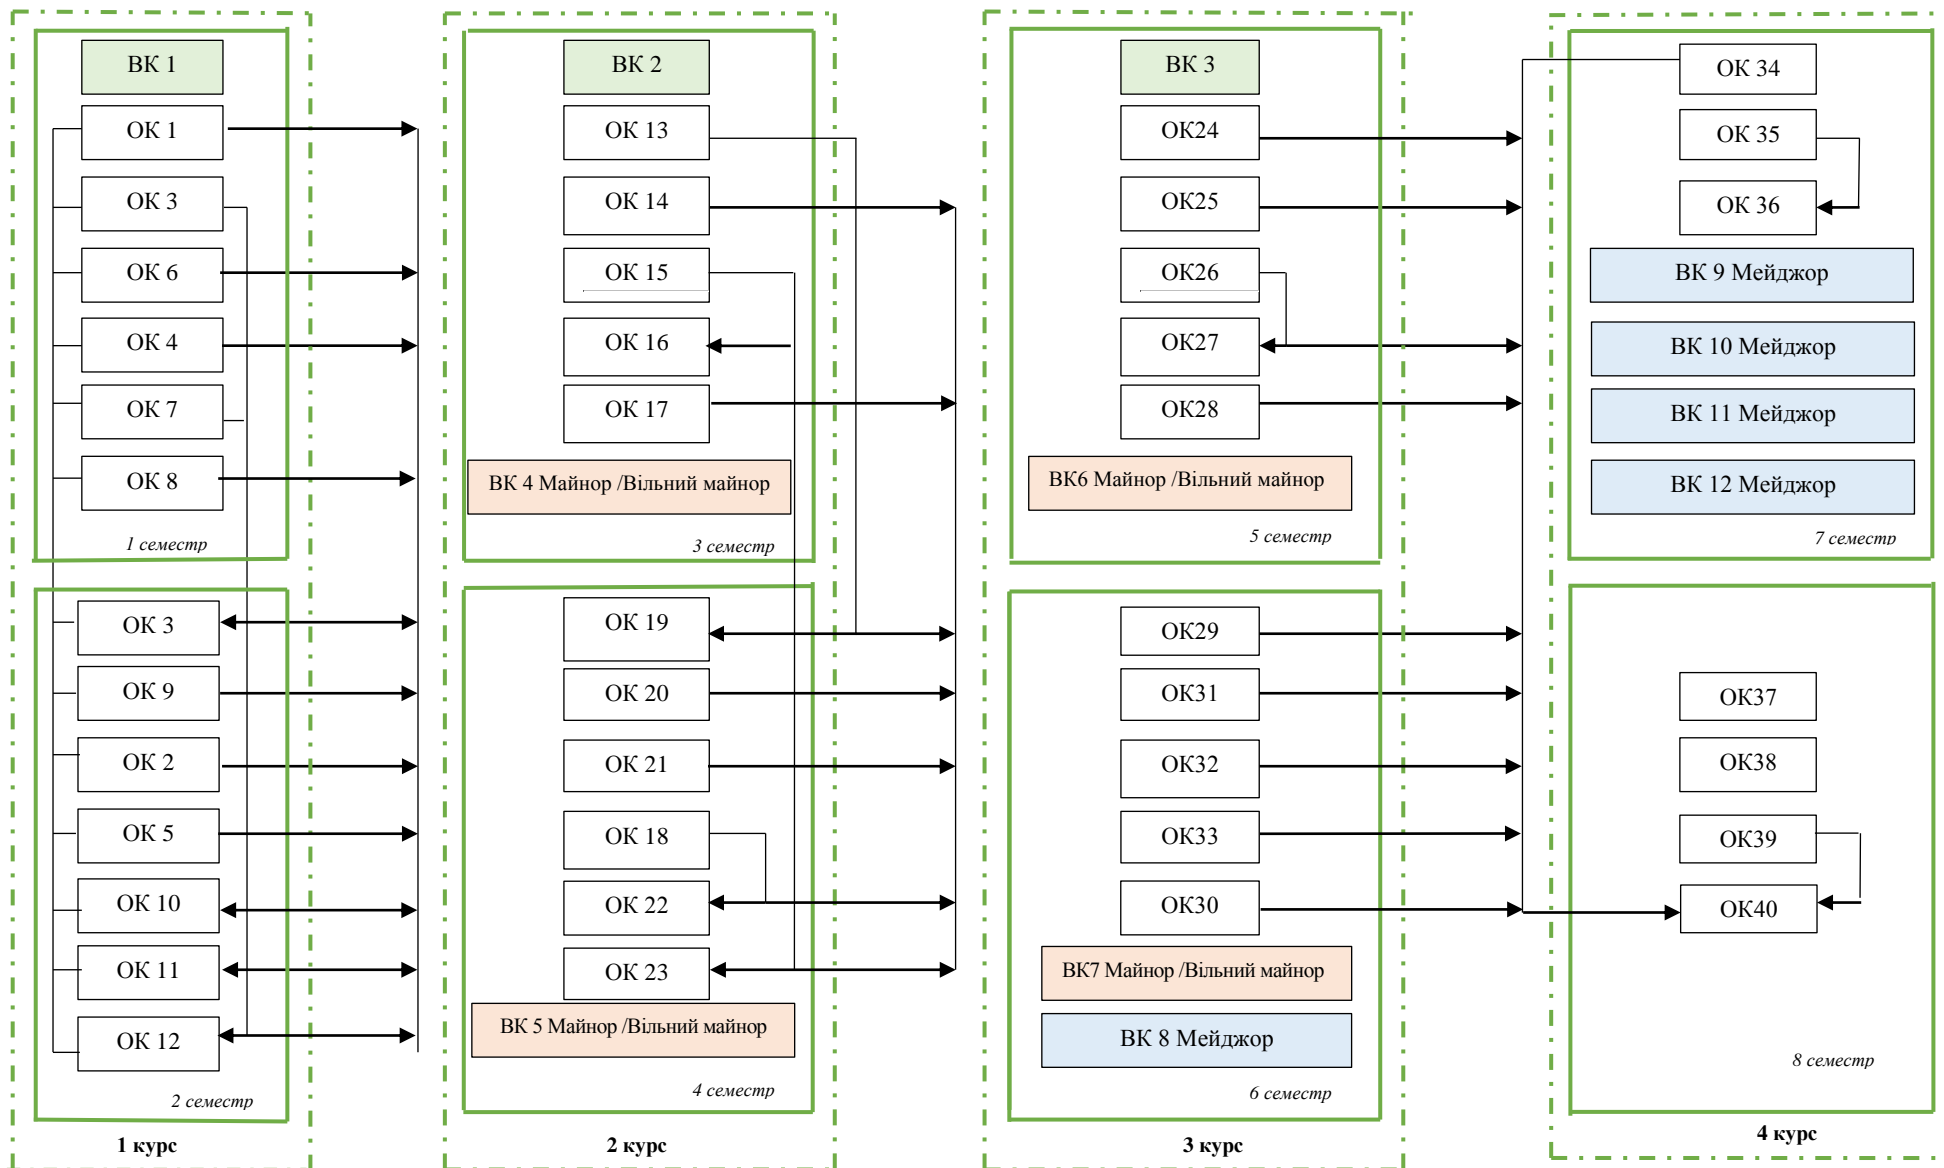 ВК 1
ОК 1
ОК 3
ОК 6
ОК 4
ОК 7
ОК 8
1 семестр
ОК 3
ОК 9
ОК 2
ОК 5
ОК 10
ОК 11
ОК 12
2 семестр
1 курс
ВК 2
ОК 13
ОК 14
ОК 15
ОК 16
ОК 17
ВК 4 Майнор /Вільний майнор
3 семестр
ОК 19
ОК 20
ОК 21
ОК 18
ОК 22
ОК 23
ВК 5 Майнор /Вільний майнор
4 семестр
2 курс
ВК 3
ОК24
ОК25
ОК26
ОК27
ОК28
ВК6 Майнор /Вільний майнор
5 семестр
ОК29
ОК31
ОК32
ОК33
ОК30
ВК7 Майнор /Вільний майнор
ВК 8 Мейджор
6 семестр
3 курс
ОК 34
ОК 35
ОК 36
ВК 9 Мейджор
ВК 10 Мейджор
ВК 11 Мейджор
ВК 12 Мейджор
7 семестр
ОК37
ОК38
ОК39
ОК40
8 семестр
4 курс